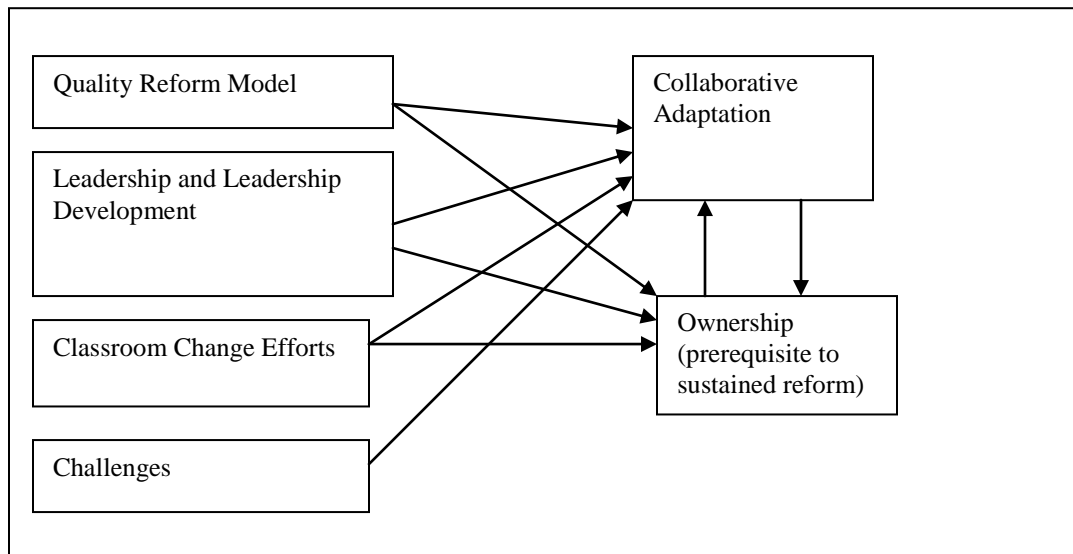 Quality Reform Model
Leadership and Leadership
Development
Classroom Change Efforts
Challenges
Collaborative
Adaptation
Ownership
(prerequisite to
sustained reform)